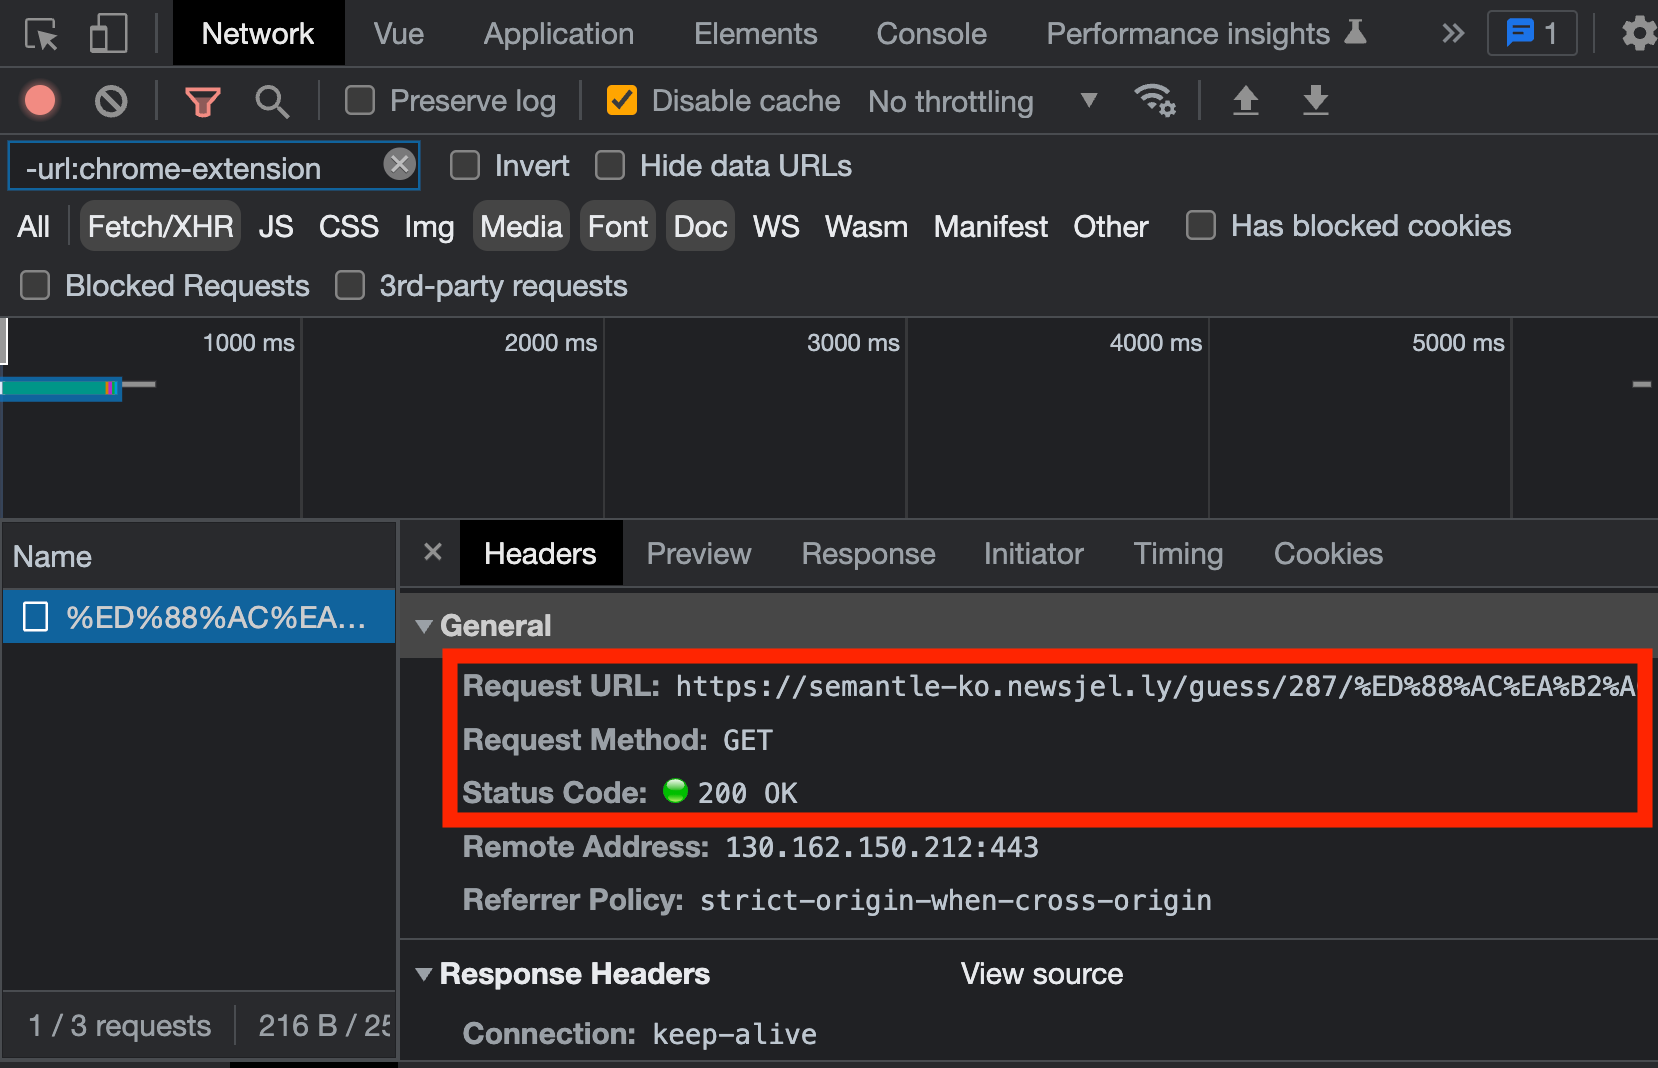 Network Vue Application Elements Console Performance insights 1
Preserve log Disable cache No throttling
-url:chrome-extension Invert Hide data URLs
All Fetch/XHR JS CSS Img Media Font Doc WS Wasm Manifest Other Has blocked cookies
Blocked Requests 3rd-party requests
1000 ms 2000 ms 3000 ms 4000 ms 5000 ms
Name
%ED%88%AC%EA...
1 / 3 requests 216 B / 25
Headers Preview Response Initiator Timing Cookies
General
Request URL: https://semantle-ko.newsjel.ly/guess/287/%ED%88%AC%EA%B2%A
Request Method: GET
Status Code: 200 OK
Remote Address: 130.162.150.212:443
Referrer Policy: strict-origin-when-cross-origin
Response Headers View source
Connection: keep-alive